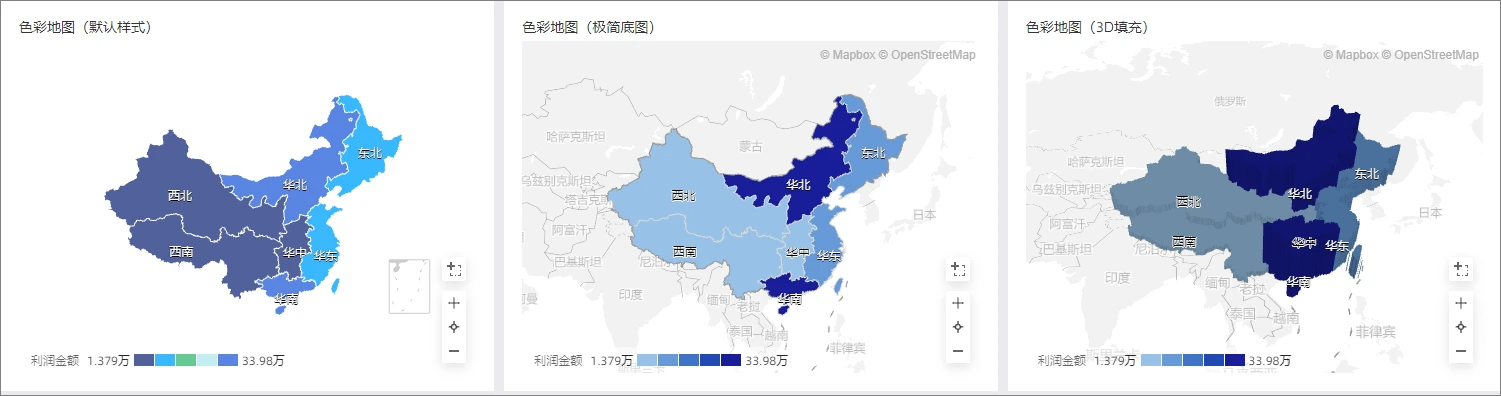 色彩地图（默认样式）
西北
华北
东北
西南
华中
华东
华南
利润金额 1.379万 33.98万
色彩地图（极简底图）
© Mapbox © OpenStreetMap
哈萨克斯坦
蒙古
东北
乌兹别克斯坦
塔吉克斯
西北
华北
日本
阿富汗
西南
华中
华东
巴基斯坦
尼泊尔
印度
缅甸
老挝
华南
泰国
越南
菲律宾
利润金额 1.379万 33.98万
色彩地图（3D填充）
© Mapbox © OpenStreetMap
俄罗斯
哈萨克斯坦
东北
乌兹别克斯坦
西北
华北
日本
阿富汗
西南
华中
华东
巴基斯坦
印度
缅甸
老挝
华南
泰国
越南
菲律宾
利润金额 1.379万 33.98万